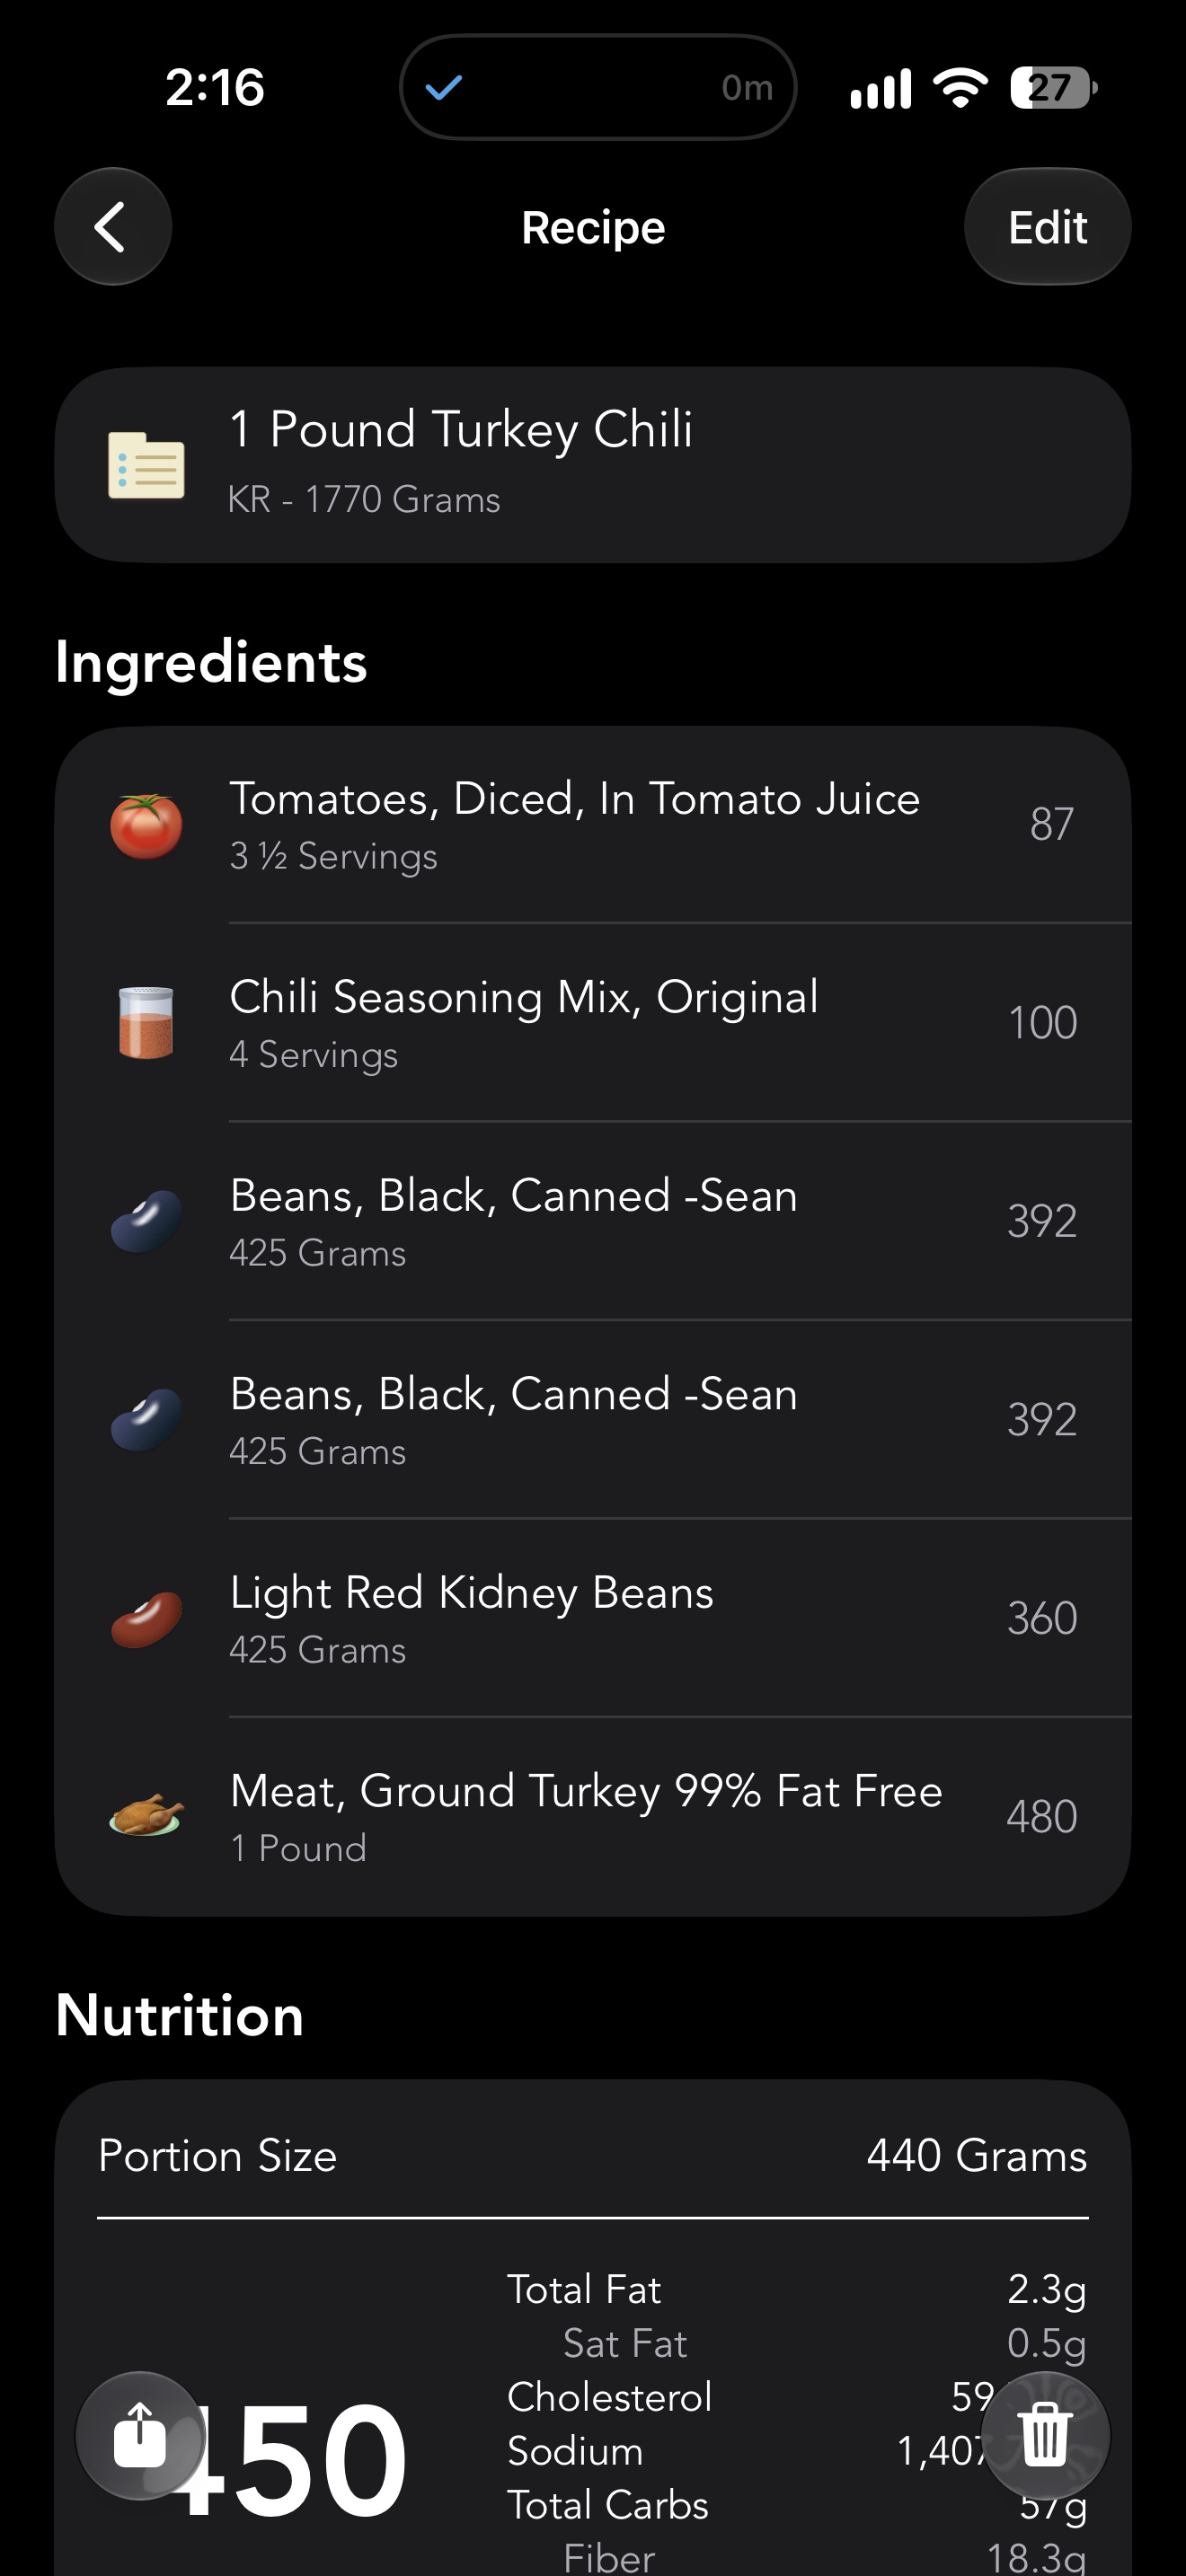 2:16
0m
27
Recipe
Edit
1 Pound Turkey Chili
KR - 1770 Grams
Ingredients
Tomatoes, Diced, In Tomato Juice
87
3 ½ Servings
Chili Seasoning Mix, Original
100
4 Servings
Beans, Black, Canned -Sean
392
425 Grams
Beans, Black, Canned -Sean
392
425 Grams
Light Red Kidney Beans
360
425 Grams
Meat, Ground Turkey 99% Fat Free
480
1 Pound
Nutrition
Portion Size
440 Grams
450
Total Fat
2.3g
Sat Fat
0.5g
Cholesterol
Sodium
Total Carbs
57g
Fiber
18.3g